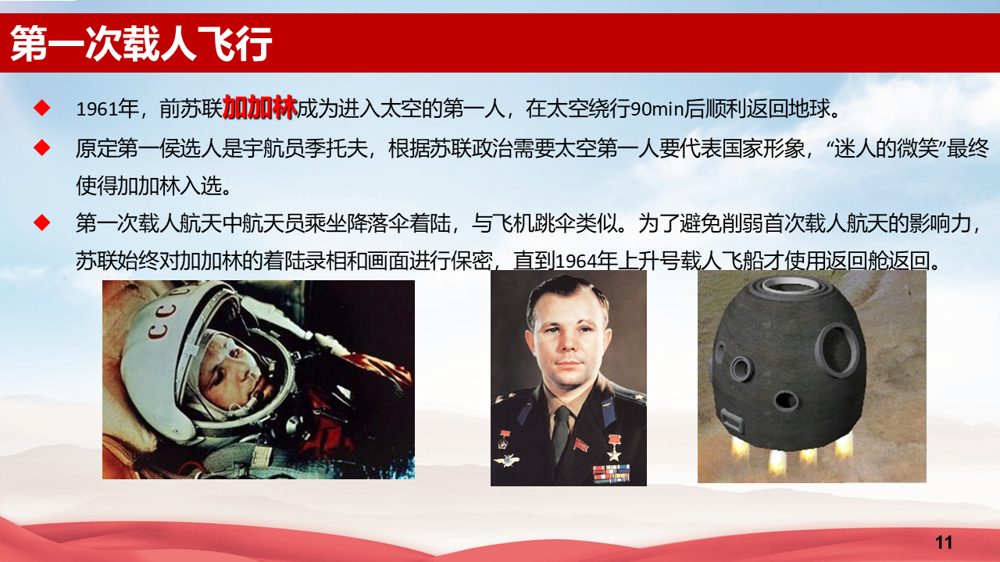 第一次载人飞行
1961年，前苏联加加林成为进入太空的第一人，在太空绕行90min后顺利返回地球。
原定第一侯选人是宇航员季托夫，根据苏联政治需要太空第一人要代表国家形象，“迷人的微笑”最终
使得加加林入选。
第一次载人航天中航天员乘坐降落伞着陆，与飞机跳伞类似。为了避免削弱首次载人航天的影响力，
苏联始终对加加林的着陆录相和画面进行保密，直到1964年上升号载人飞船才使用返回舱返回。
CC
11